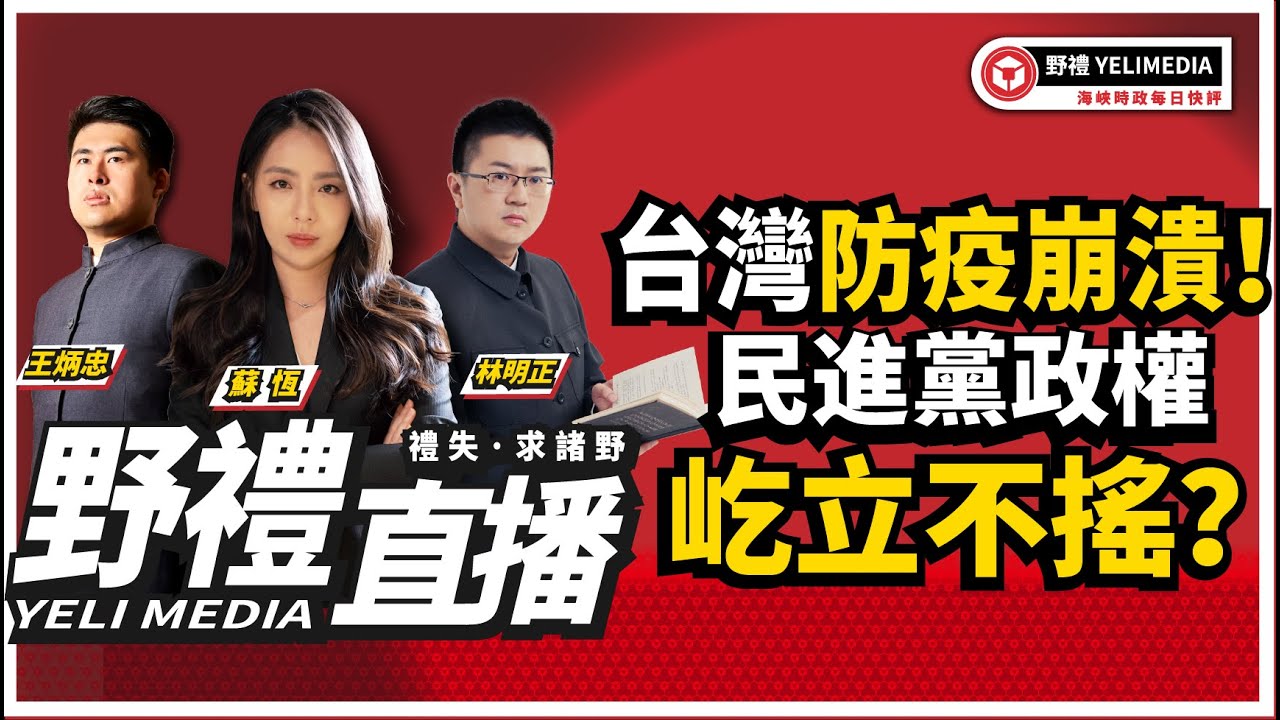 野禮 YELIMEDIA
海峽時政每日快評
台灣防疫崩潰!
民進黨政權
屹立不搖?
王炳忠
蘇恆
林明正
禮失·求諸野
野禮直播
YELI MEDIA